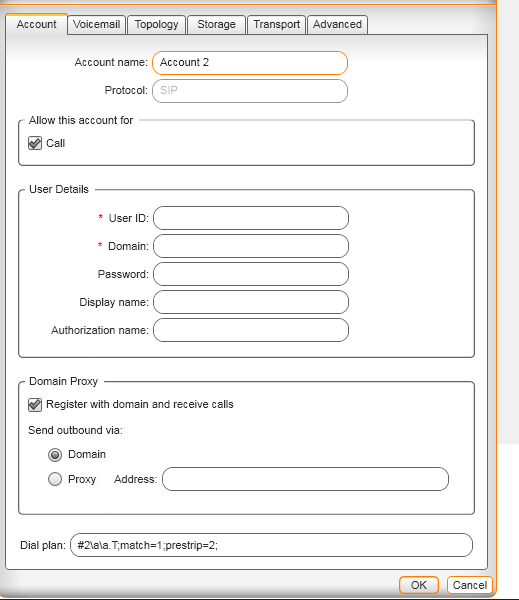 Account Voicemail Topology Storage Transport Advanced
Account name: Account 2
Protocol: SIP
Allow this account for
Call
User Details
* User ID:
* Domain:
Password:
Display name:
Authorization name:
Domain Proxy
Register with domain and receive calls
Send outbound via:
Domain
Proxy Address:
Dial plan: #2\a\a.T;match=1;prestrip=2;
OK Cancel